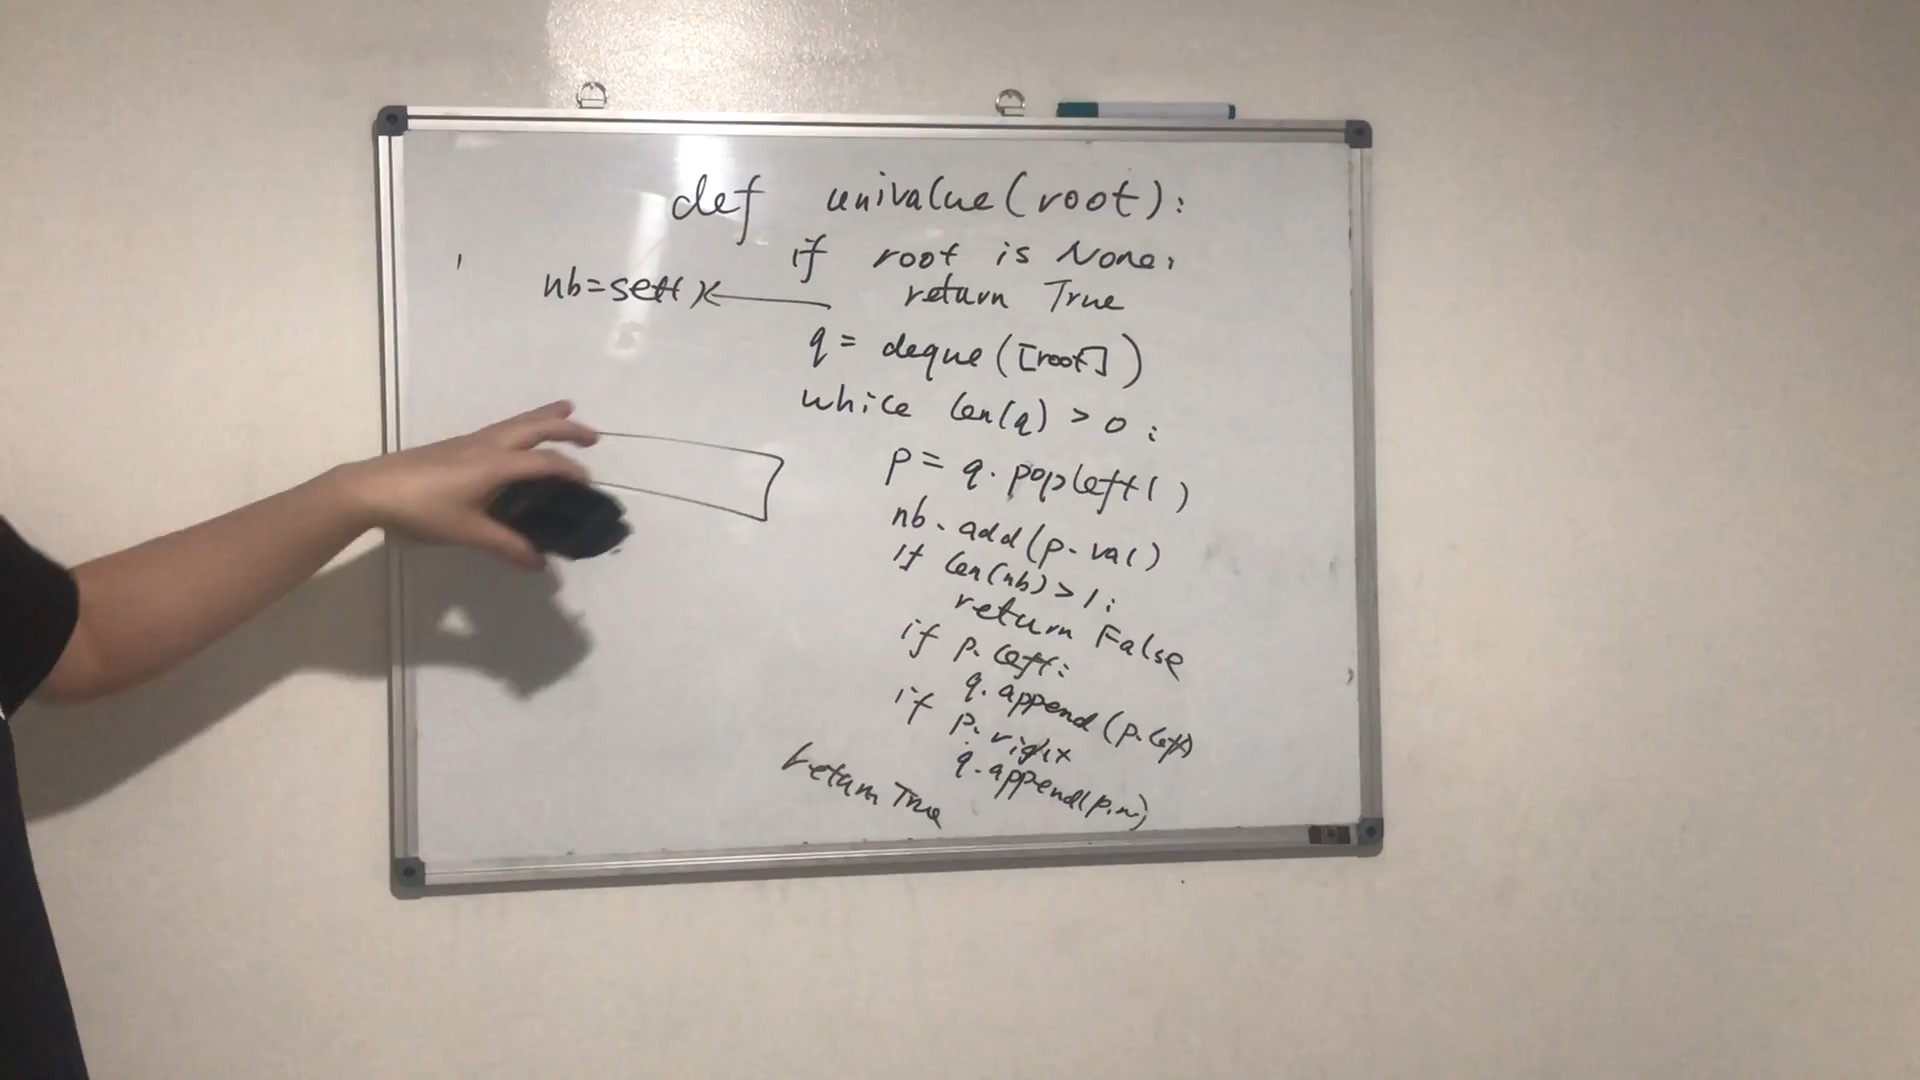 def univalue(root):
if root is None:
return True
nb=set()
q = deque([root])
while len(q) > 0:
p = q.popleft()
nb.add(p.val)
if len(nb) > 1:
return False
if p.left:
q.append(p.left)
if p.right
q.append(p.r)
return True